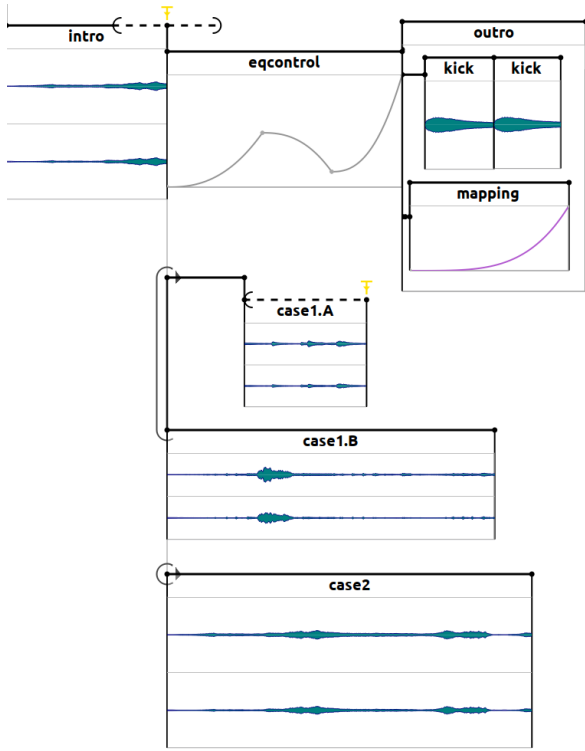 intro
eqcontrol
outro
kick
kick
mapping
case1.A
case1.B
case2